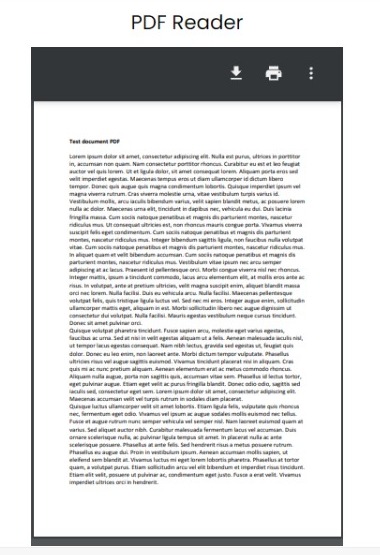 PDF Reader
Text document PDF
Lorem ipsum dolor sit amet, consectetur adipiscing elit. Nulla est purus, ultrices in porttitor
in, accumsan non quam. Nam consectetur porttitor rhoncus. Curabitur eu est et leo feugiat
auctor vel quis lorem. Ut et ligula dolor, sit amet consequat lorem. Aliquam porta eros sed
velit imperdiet egestas. Maecenas tempus eros ut diam ullamcorper id dictum libero
tempor. Donec quis augue quis magna condimentum lobortis. Quisque imperdiet ipsum vel
magna viverra rutrum. Cras viverra molestie urna, vitae vestibulum turpis varius id.
Vestibulum mollis, arcu iaculis bibendum varius, velit sapien blandit metus, ac posuere lorem
nulla ac dolor. Maecenas urna elit, tincidunt in dapibus nec, vehicula eu dui. Duis lacinia
fringilla massa. Cum sociis natoque penatibus et magnis dis parturient montes, nascetur
ridiculus mus. Ut consequat ultricies est, non rhoncus mauris congue porta. Vivamus viverra
suscipit felis eget condimentum. Cum sociis natoque penatibus et magnis dis parturient
montes, nascetur ridiculus mus. Integer bibendum sagittis ligula, non faucibus nulla volutpat
vitae. Cum sociis natoque penatibus et magnis dis parturient montes, nascetur ridiculus mus.
In aliquet quam et velit bibendum accumsan. Cum sociis natoque penatibus et magnis dis
parturient montes, nascetur ridiculus mus. Vestibulum vitae ipsum nec arcu semper
adipiscing at ac lacus. Praesent id pellentesque orci. Morbi congue viverra nisl nec rhoncus.
Integer mattis, ipsum a tincidunt commodo, lacus arcu elementum elit, at mollis eros ante ac
risus. In volutpat, ante at pretium ultricies, velit magna suscipit enim, aliquet blandit massa
orci nec lorem. Nulla facilisi. Duis eu vehicula arcu. Nulla facilisi. Maecenas pellentesque
volutpat felis, quis tristique ligula luctus vel. Sed nec mi eros. Integer augue enim, sollicitudin
ullamcorper mattis eget, aliquam in est. Morbi sollicitudin libero nec augue dignissim ut
consectetur dui volutpat. Nulla facilisi. Mauris egestas vestibulum neque cursus tincidunt.
Donec sit amet pulvinar orci.
Quisque volutpat pharetra tincidunt. Fusce sapien arcu, molestie eget varius egestas,
faucibus ac urna. Sed at nisi in velit egestas aliquam ut a felis. Aenean malesuada iaculis nisl,
ut tempor lacus egestas consequat. Nam nibh lectus, gravida sed egestas ut, feugiat quis
dolor. Donec eu leo enim, non laoreet ante. Morbi dictum tempor vulputate. Phasellus
ultricies risus vel augue sagittis euismod. Vivamus tincidunt placerat nisi in aliquam. Cras
quis mi ac nunc pretium aliquam. Aenean elementum erat ac metus commodo rhoncus.
Aliquam nulla augue, porta non sagittis quis, accumsan vitae sem. Phasellus id lectus tortor,
eget pulvinar augue. Etiam eget velit ac purus fringilla blandit. Donec odio odio, sagittis sed
iaculis sed, consectetur eget sem. Lorem ipsum dolor sit amet, consectetur adipiscing elit.
Maecenas accumsan velit vel turpis rutrum in sodales diam placerat.
Quisque luctus ullamcorper velit sit amet lobortis. Etiam ligula felis, vulputate quis rhoncus
nec, fermentum eget odio. Vivamus vel ipsum ac augue sodales mollis euismod nec tellus.
Fusce et augue rutrum nunc semper vehicula vel semper nisl. Nam laoreet euismod quam at
varius. Sed aliquet auctor nibh. Curabitur malesuada fermentum lacus vel accumsan. Duis
ornare scelerisque nulla, ac pulvinar ligula tempus sit amet. In placerat nulla ac ante
scelerisque posuere. Phasellus at ante felis. Sed hendrerit risus a metus posuere rutrum.
Phasellus eu augue dui. Proin in vestibulum ipsum. Aenean accumsan mollis sapien, ut
eleifend sem blandit at. Vivamus luctus mi eget lorem lobortis pharetra. Phasellus at tortor
quam, a volutpat purus. Etiam sollicitudin arcu vel elit bibendum et imperdiet risus tincidunt.
Etiam elit velit, posuere ut pulvinar ac, condimentum eget justo. Fusce a erat velit. Vivamus
imperdiet ultrices orci in hendrerit.